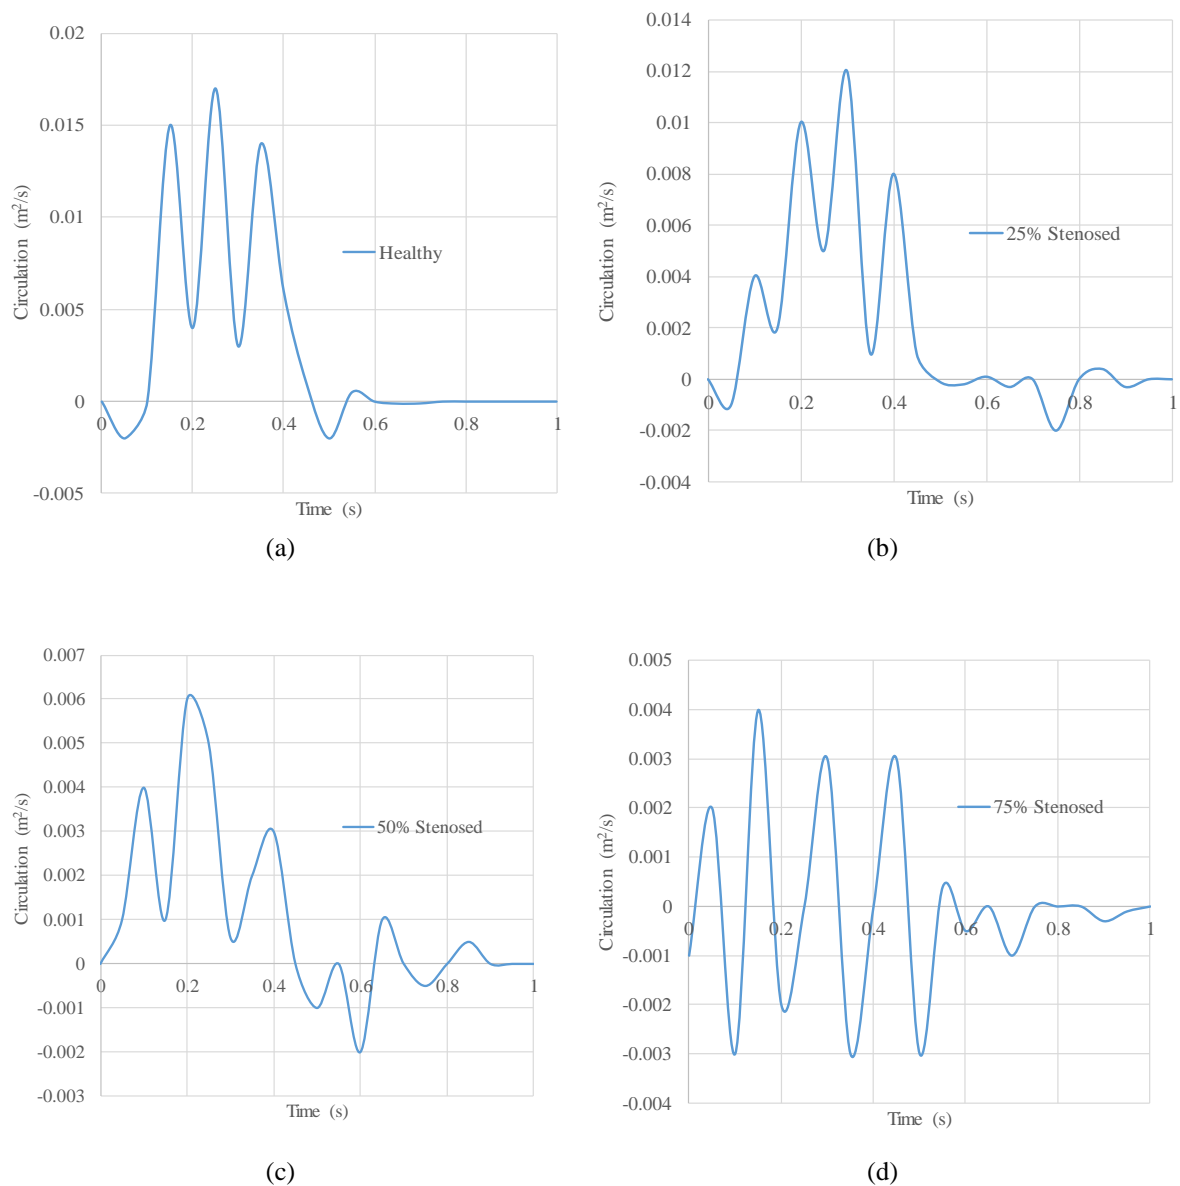 0.02
0.015
0.01
0.005
0
-0.005
0 0.2 0.4 0.6 0.8 1
Circulation (m²/s)
Time (s)
Healthy
(a)
0.014
0.012
0.01
0.008
0.006
0.004
0.002
0
-0.002
-0.004
0 0.2 0.4 0.6 0.8 1
Circulation (m²/s)
Time (s)
25% Stenosed
(b)
0.007
0.006
0.005
0.004
0.003
0.002
0.001
0
-0.001
-0.002
-0.003
0 0.2 0.4 0.6 0.8 1
Circulation (m²/s)
Time (s)
50% Stenosed
(c)
0.005
0.004
0.003
0.002
0.001
0
-0.001
-0.002
-0.003
-0.004
0 0.2 0.4 0.6 0.8 1
Circulation (m²/s)
Time (s)
75% Stenosed
(d)